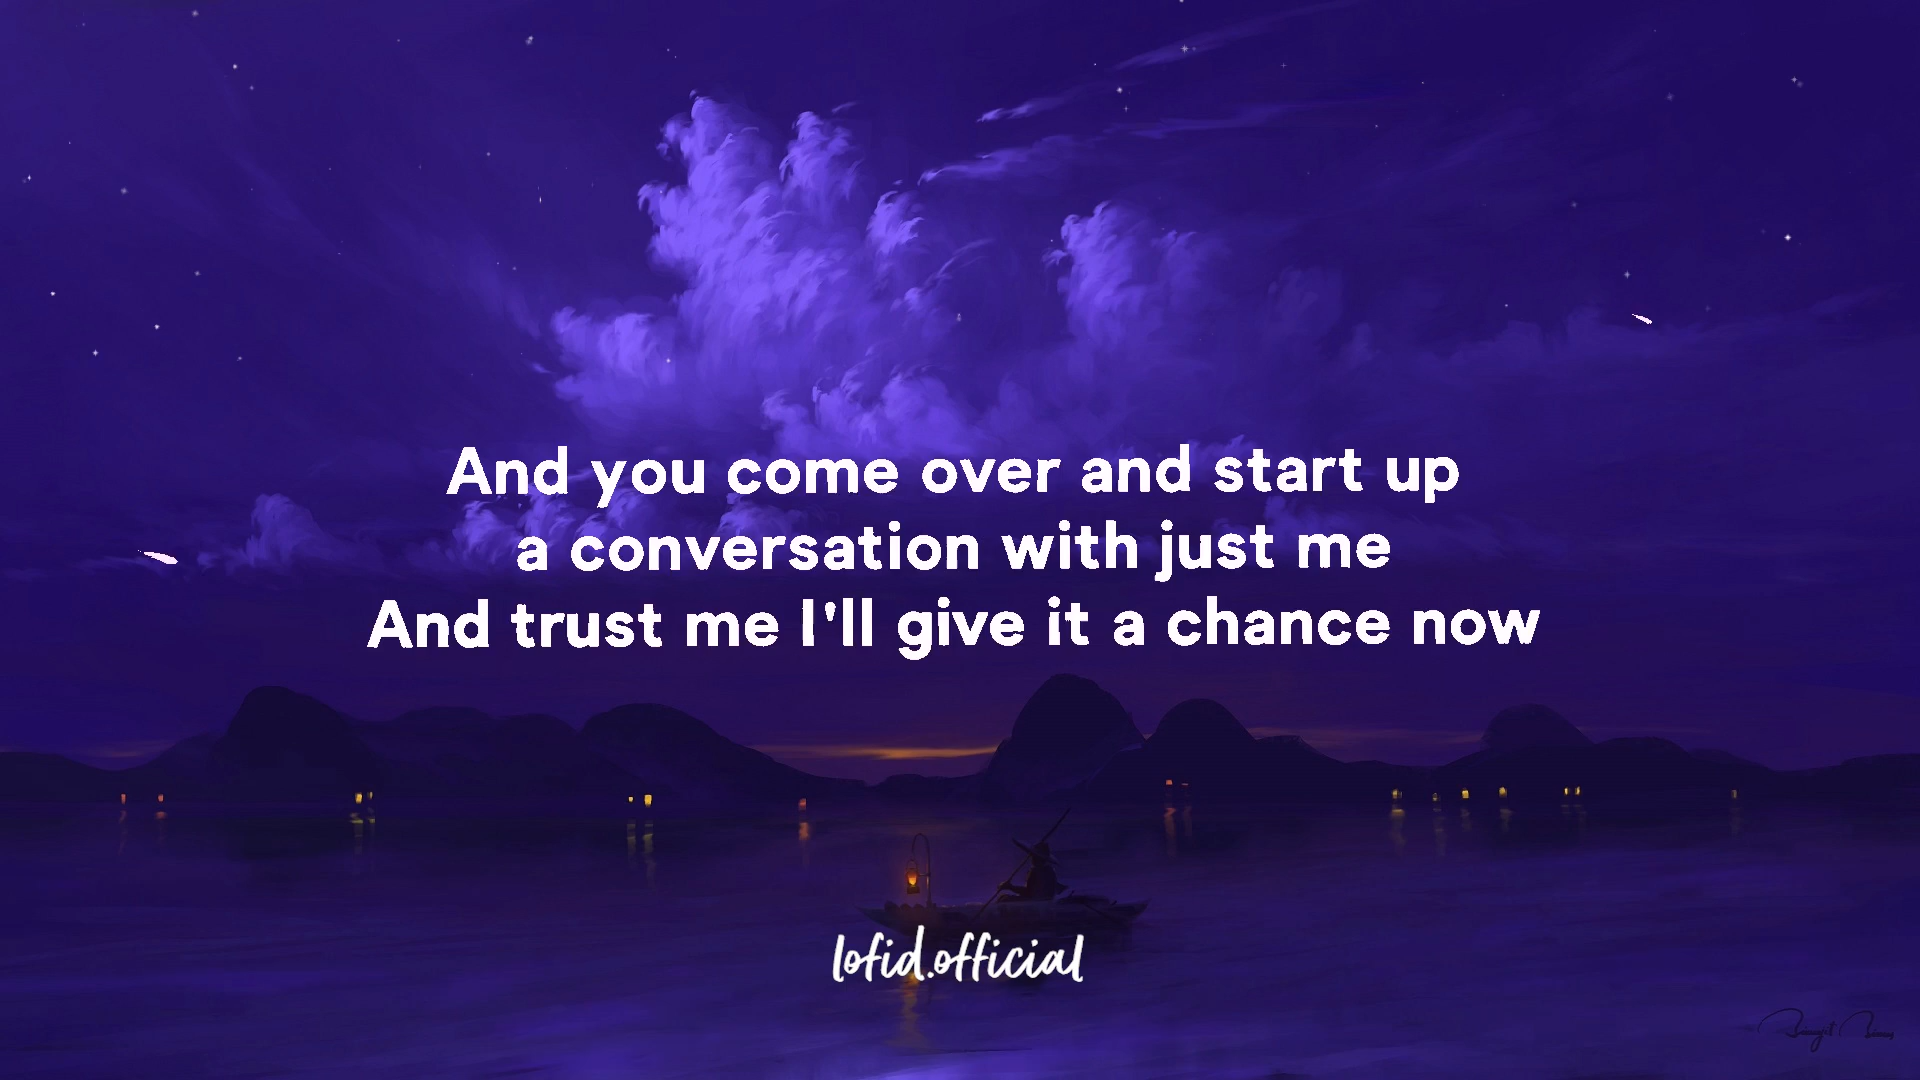 And you come over and start up
a conversation with just me
And trust me I'll give it a chance now
lofid.official